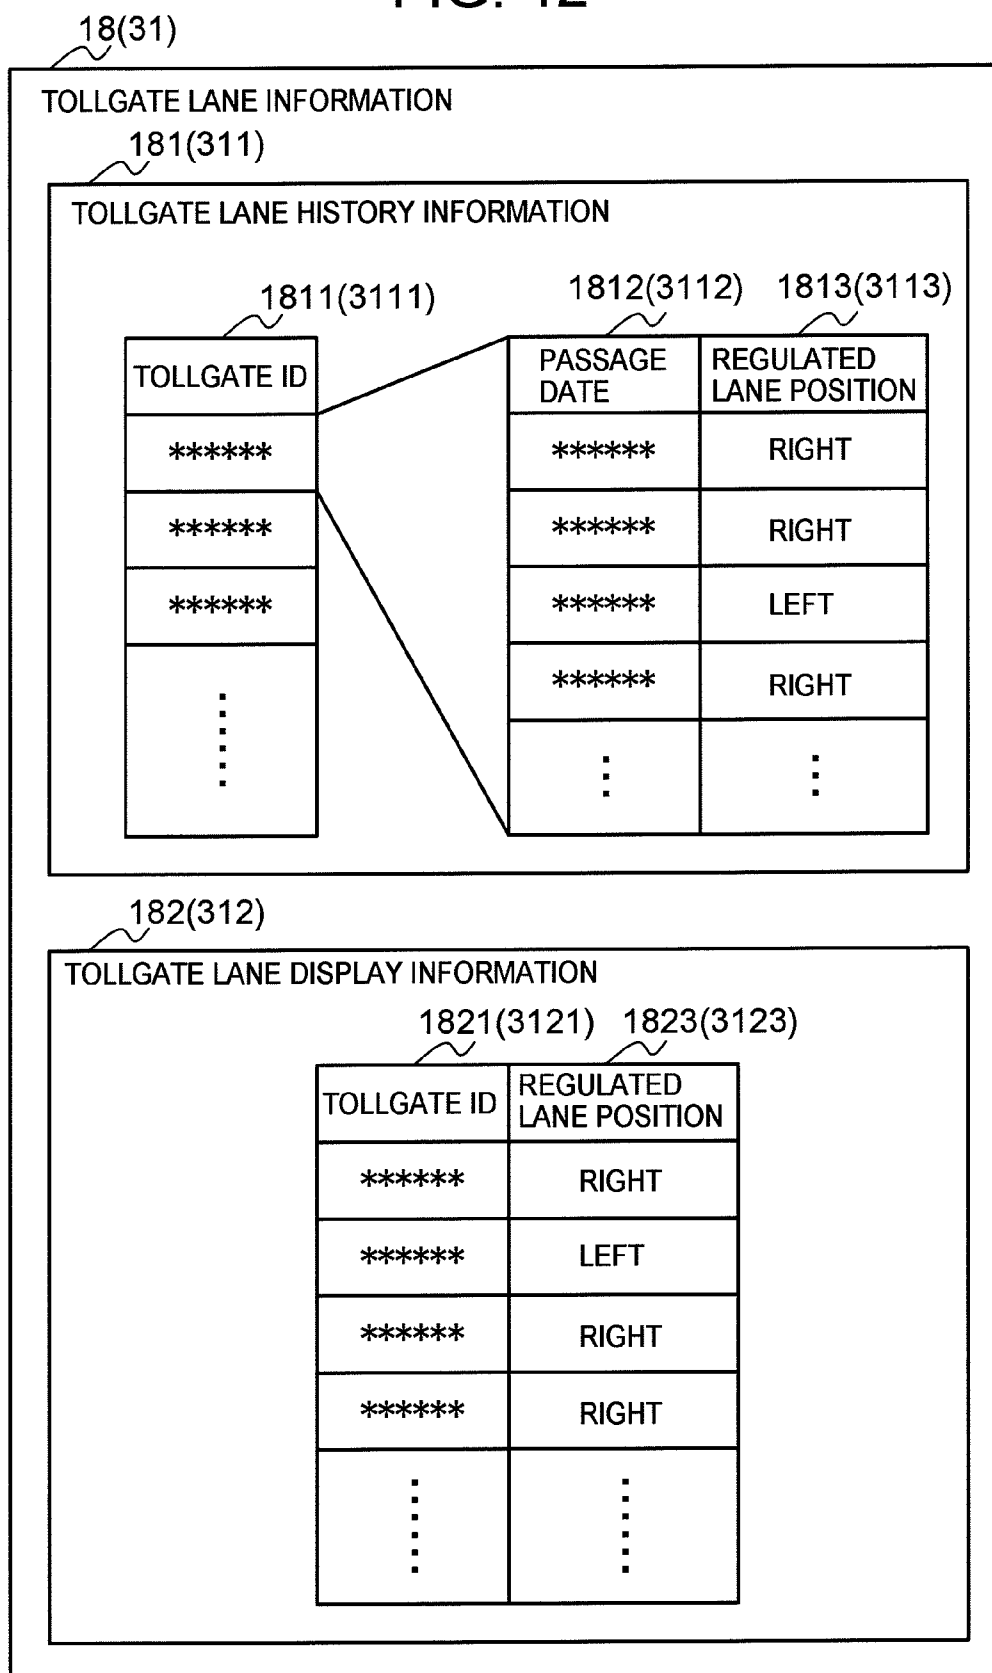 FIG. 12
18(31)
TOLLGATE LANE INFORMATION
181(311)
TOLLGATE LANE HISTORY INFORMATION
1811(3111) 1812(3112) 1813(3113)
TOLLGATE ID
PASSAGE DATE
REGULATED LANE POSITION
****** ****** RIGHT
****** ****** RIGHT
****** ****** LEFT
****** RIGHT
182(312)
TOLLGATE LANE DISPLAY INFORMATION
1821(3121) 1823(3123)
TOLLGATE ID
REGULATED LANE POSITION
****** RIGHT
****** LEFT
****** RIGHT
****** RIGHT